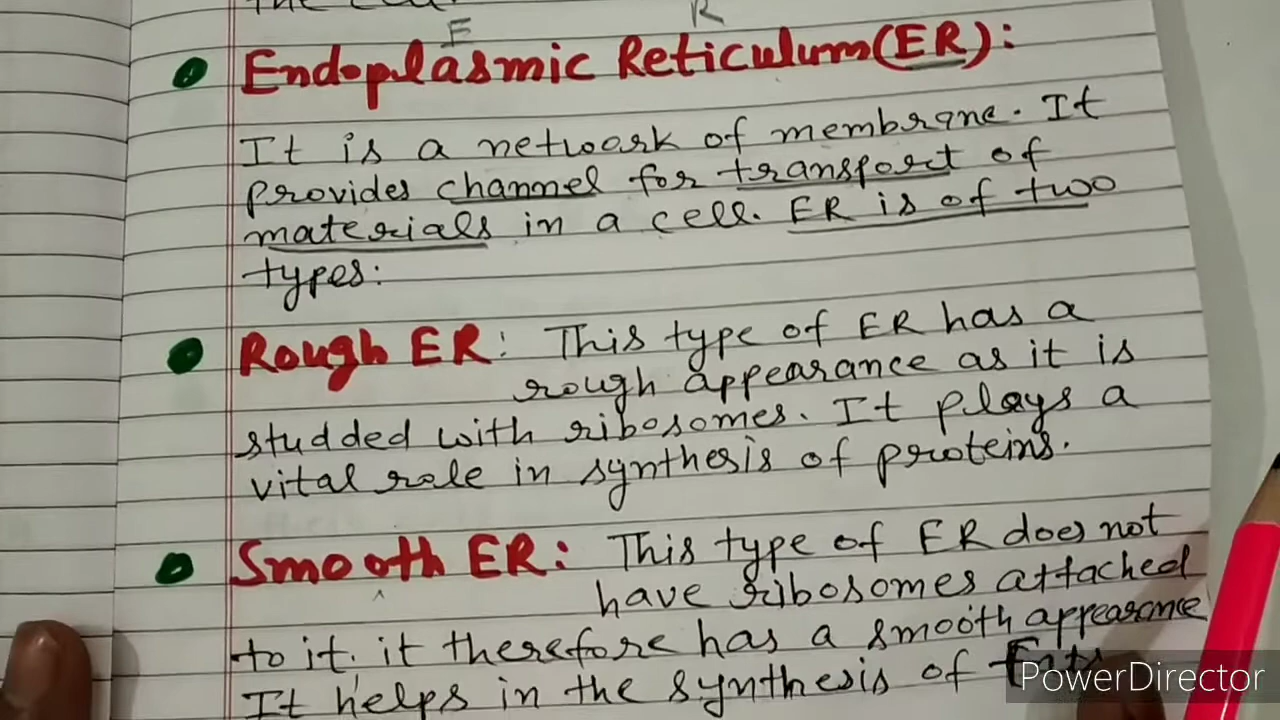 the cell
E R
Endoplasmic Reticulum(ER):
It is a network of membrane. It
provides channel for transport of
materials in a cell. ER is of two
types:
Rough ER: This type of ER has a
rough appearance as it is
studded with ribosomes. It plays a
vital role in synthesis of proteins.
Smooth ER: This type of ER does not
have ribosomes attached
to it. it therefore has a smooth appearance
It helps in the synthesis of Fats
PowerDirector